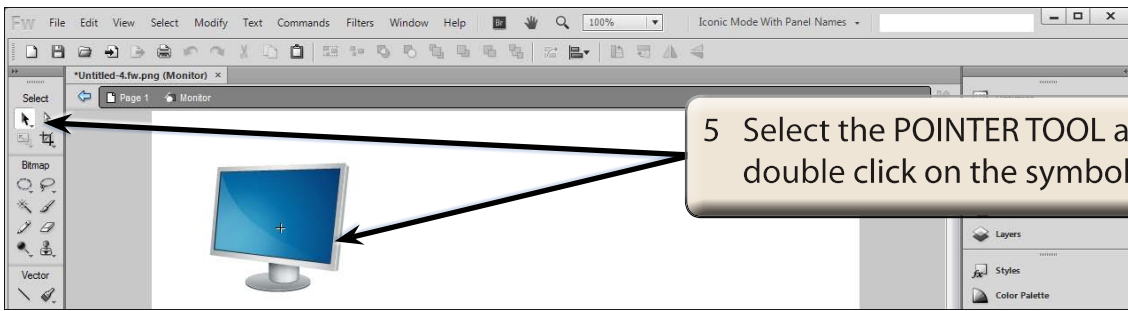 Fw File Edit View Select Modify Text Commands Filters Window Help Br 100% Iconic Mode With Panel Names
*Untitled-4.fw.png (Monitor) ×
Select
Page 1 Monitor
5 Select the POINTER TOOL a
double click on the symbol
Bitmap
Layers
Styles
Vector
Color Palette